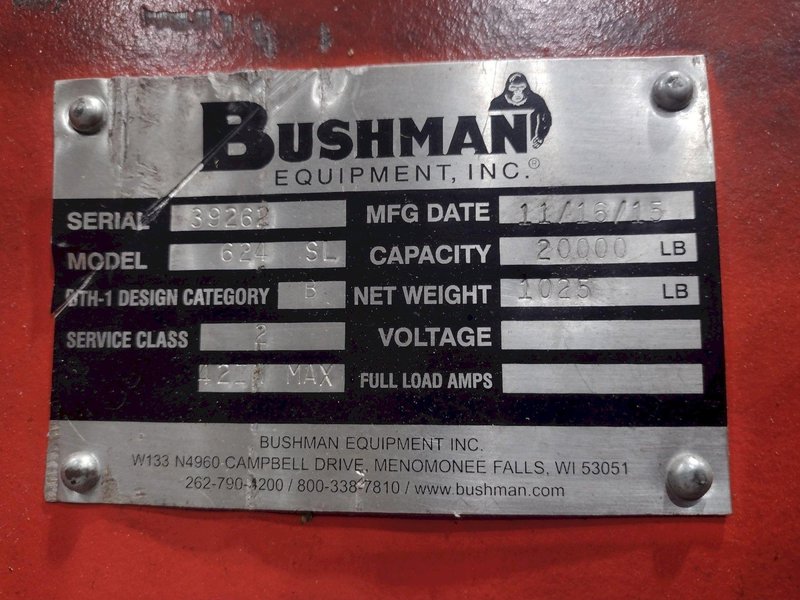 BUSHMAN
EQUIPMENT, INC.®
SERIAL 39262 MFG DATE 11/16/15
MODEL 624 SL CAPACITY 20000 LB
BTH-1 DESIGN CATEGORY B NET WEIGHT 1025 LB
SERVICE CLASS 2 VOLTAGE
MAX FULL LOAD AMPS
BUSHMAN EQUIPMENT INC.
W133 N4960 CAMPBELL DRIVE, MENOMONEE FALLS, WI 53051
262-790-4200 / 800-338-7810 / www.bushman.com